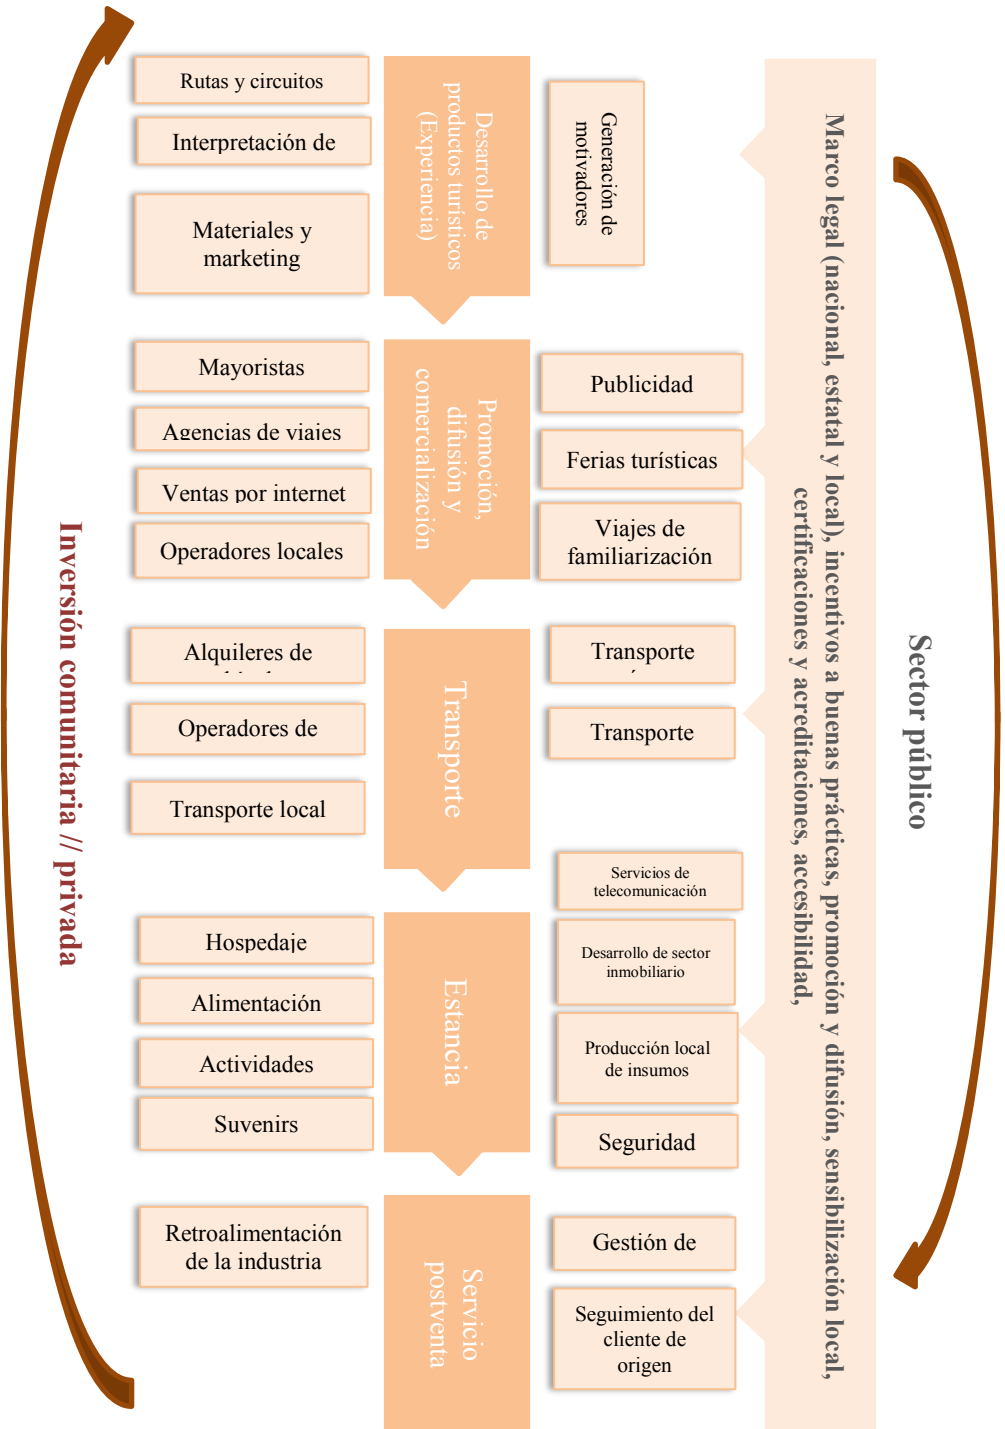 Rutas y circuitos
Interpretación de
Materiales y
marketing
Desarrollo de
productos turísticos
(Experiencia)
Generación de
motivadores
Mayoristas
Agencias de viajes
Ventas por internet
Operadores locales
Promoción,
difusión y
comercialización
Publicidad
Ferias turísticas
Viajes de
familiarización
Alquileres de
Operadores de
Transporte local
Transporte
Transporte
Transporte
Hospedaje
Alimentación
Actividades
Suvenirs
Estancia
Servicios de
telecomunicación
Desarrollo de sector
inmobiliario
Producción local
de insumos
Seguridad
Retroalimentación
de la industria
Servicio
postventa
Gestión de
Seguimiento del
cliente de
origen
Marco legal (nacional, estatal y local), incentivos a buenas prácticas, promoción y difusión, sensibilización local,
certificaciones y acreditaciones, accesibilidad,
Sector público
Inversión comunitaria // privada